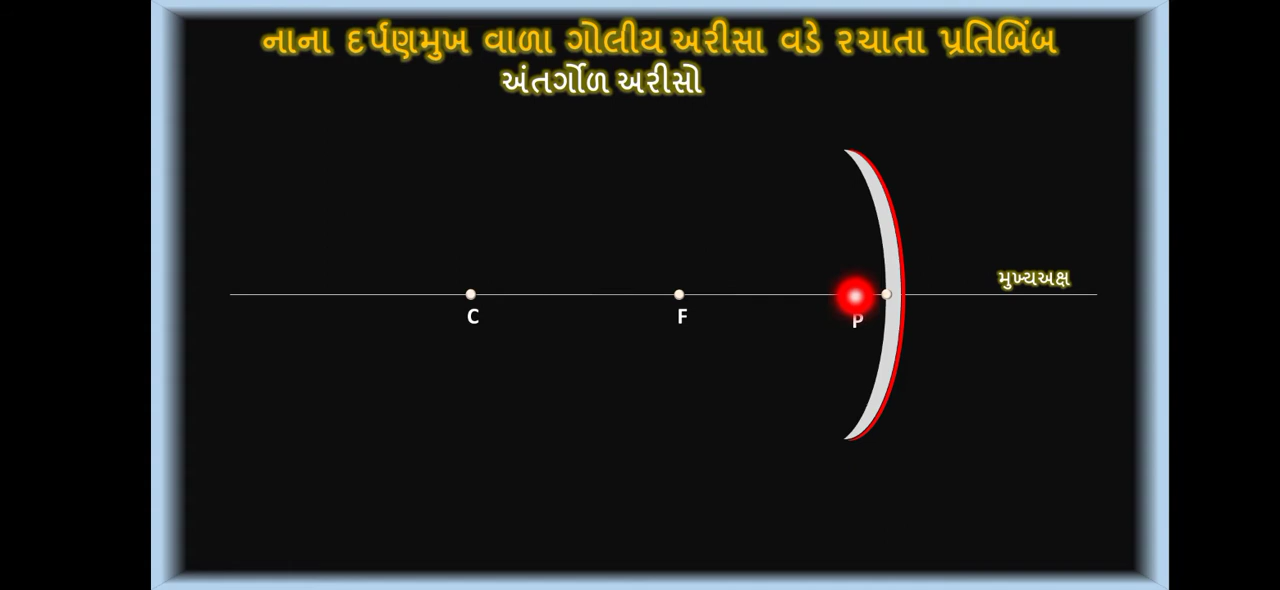 નાના દર્પણમુખ વાળા ગોલીય અરીસા વડે રચાતા પ્રતિબિંબ
અંતર્ગોળ અરીસો
મુખ્યઅક્ષ
C F P